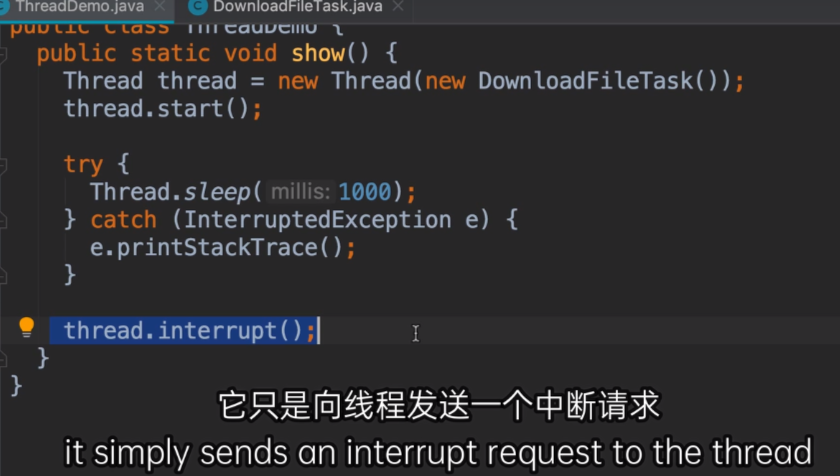 ThreadDemo.java DownloadFileTask.java
public class ThreadDemo {
public static void show() {
Thread thread = new Thread(new DownloadFileTask());
thread.start();
try {
Thread.sleep( millis: 1000);
} catch (InterruptedException e) {
e.printStackTrace();
}
thread.interrupt();
}
}
它只是向线程发送一个中断请求
it simply sends an interrupt request to the thread